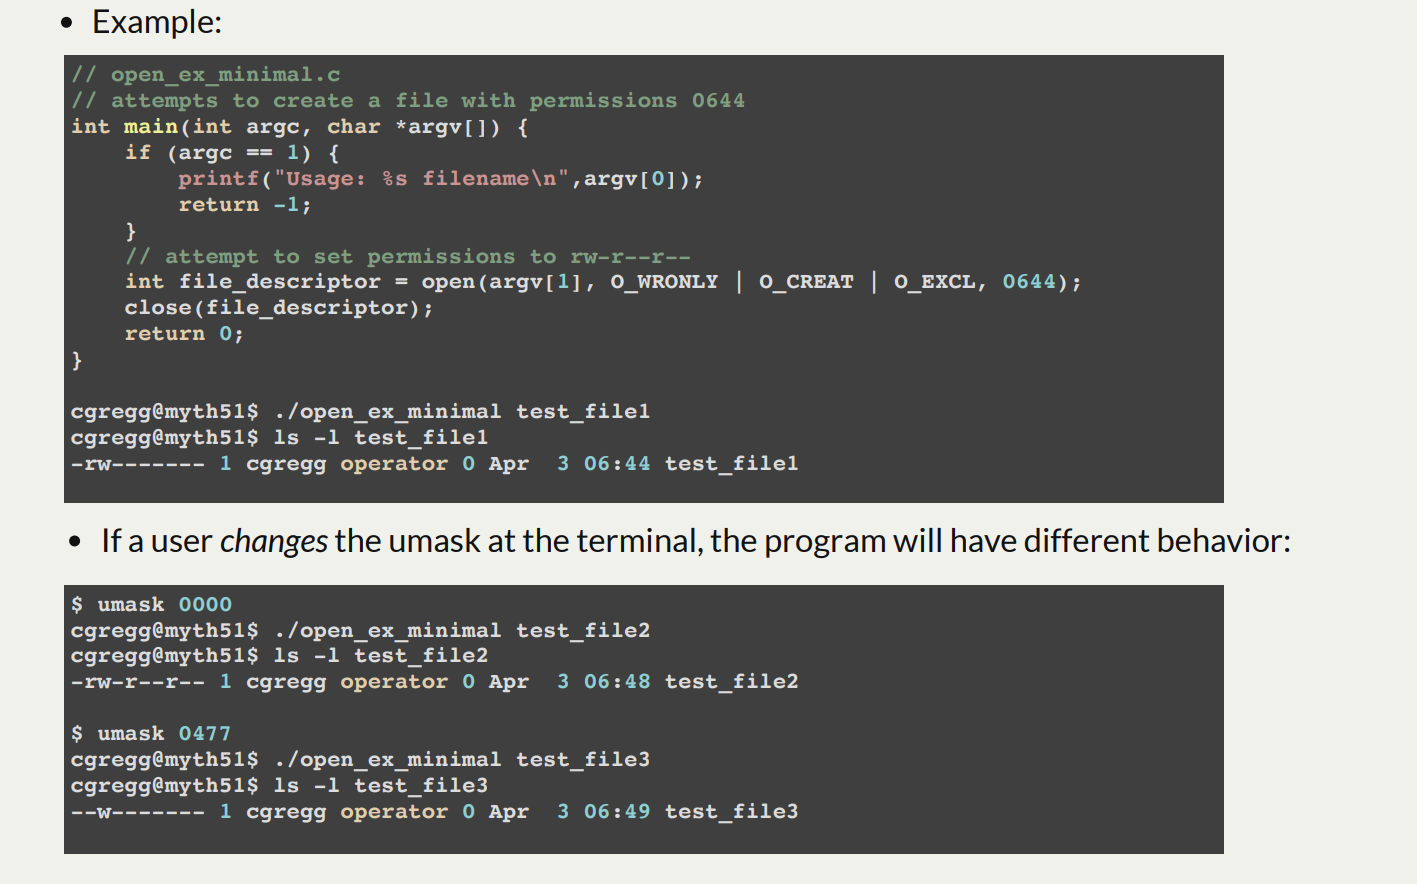 • Example:
// open_ex_minimal.c
// attempts to create a file with permissions 0644
int main(int argc, char *argv[]) {
    if (argc == 1) {
        printf("Usage: %s filename\n",argv[0]);
        return -1;
    }
    // attempt to set permissions to rw-r--r--
    int file_descriptor = open(argv[1], O_WRONLY | O_CREAT | O_EXCL, 0644);
    close(file_descriptor);
    return 0;
}
cgregg@myth51$ ./open_ex_minimal test_file1
cgregg@myth51$ ls -l test_file1
-rw------- 1 cgregg operator 0 Apr  3 06:44 test_file1
• If a user changes the umask at the terminal, the program will have different behavior:
$ umask 0000
cgregg@myth51$ ./open_ex_minimal test_file2
cgregg@myth51$ ls -l test_file2
-rw-r--r-- 1 cgregg operator 0 Apr  3 06:48 test_file2
$ umask 0477
cgregg@myth51$ ./open_ex_minimal test_file3
cgregg@myth51$ ls -l test_file3
--w------- 1 cgregg operator 0 Apr  3 06:49 test_file3